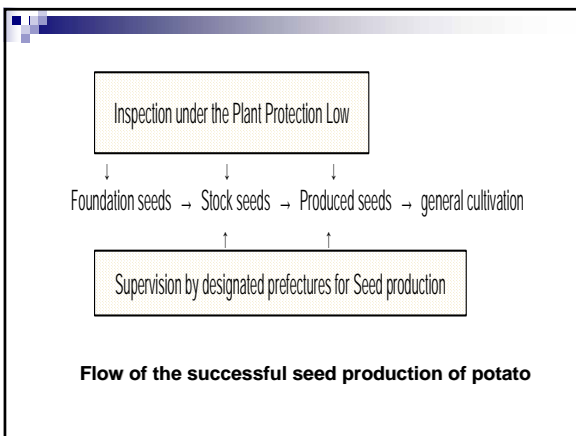 Inspection under the Plant Protection Low
↓ ↓ ↓
Foundation seeds → Stock seeds → Produced seeds → general cultivation
↑ ↑
Supervision by designated prefectures for Seed production
Flow of the successful seed production of potato